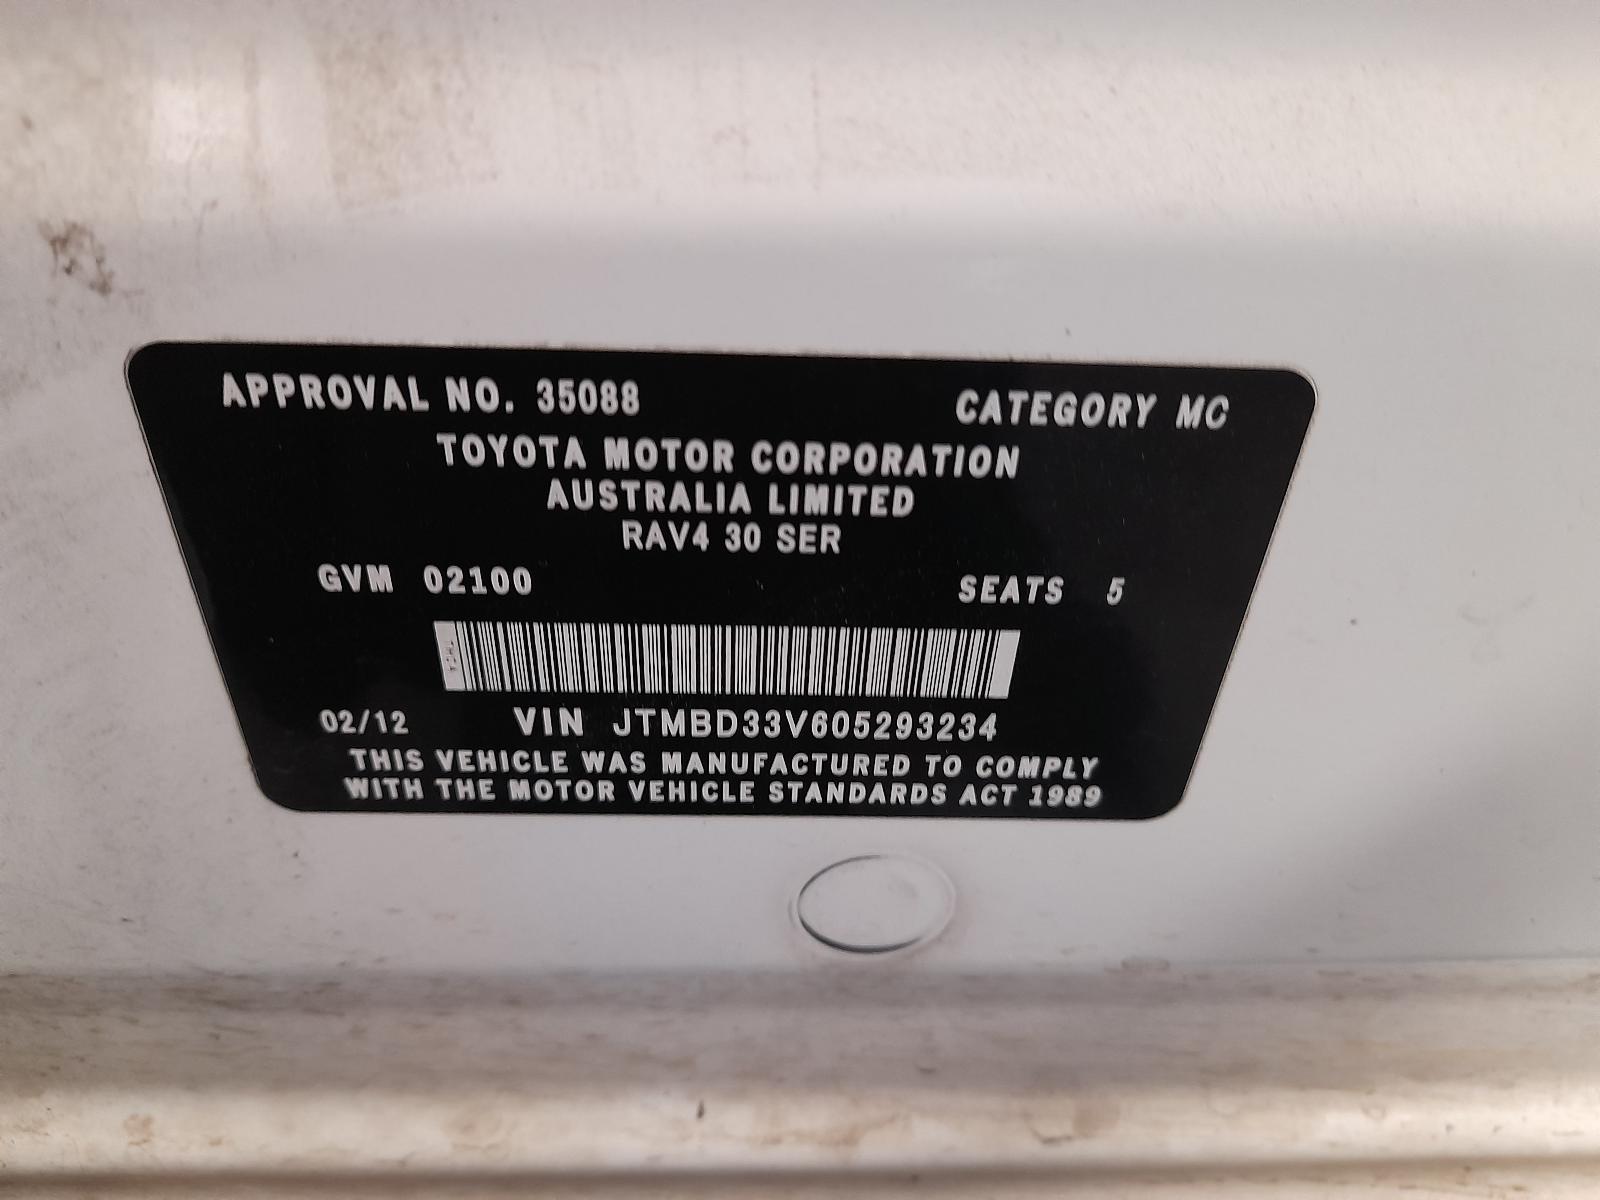 APPROVAL NO. 35088 CATEGORY MC
TOYOTA MOTOR CORPORATION
AUSTRALIA LIMITED
RAV4 30 SER
GVM 02100 SEATS 5
02/12 VIN JTMBD33V605293234
THIS VEHICLE WAS MANUFACTURED TO COMPLY
WITH THE MOTOR VEHICLE STANDARDS ACT 1989